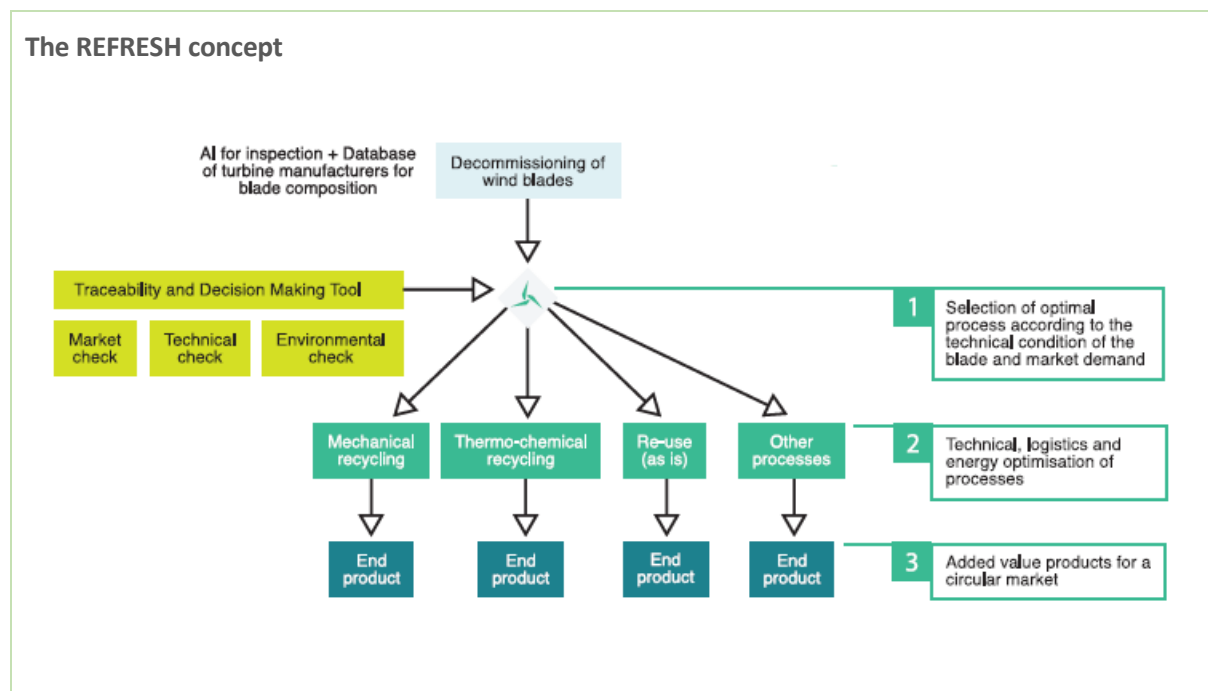 The REFRESH concept
AI for inspection + Database
of turbine manufacturers for
blade composition
Decommissioning of
wind blades
Traceability and Decision Making Tool
Market
check
Technical
check
Environmental
check
1
Selection of optimal
process according to the
technical condition of the
blade and market demand
Mechanical
recycling
Thermo-chemical
recycling
Re-use
(as is)
Other
processes
2
Technical, logistics and
energy optimisation of
processes
End
product
End
product
End
product
End
product
3
Added value products for a
circular market